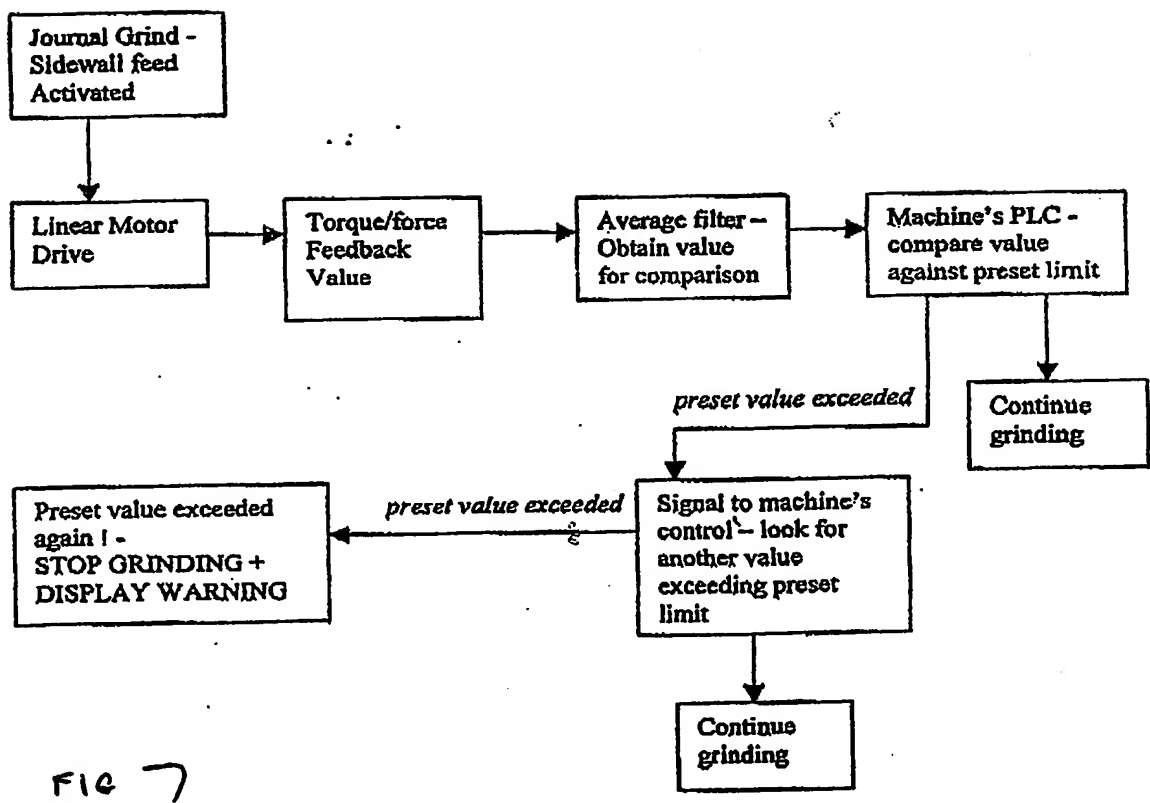 Journal Grind -
Sidewall feed
Activated
Linear Motor
Drive
Torque/force
Feedback
Value
Average filter –
Obtain value
for comparison
Machine's PLC -
compare value
against preset limit
preset value exceeded
Continue
grinding
Preset value exceeded
again ! -
STOP GRINDING +
DISPLAY WARNING
preset value exceeded
Signal to machine's
control – look for
another value
exceeding preset
limit
Continue
grinding
FIG 7